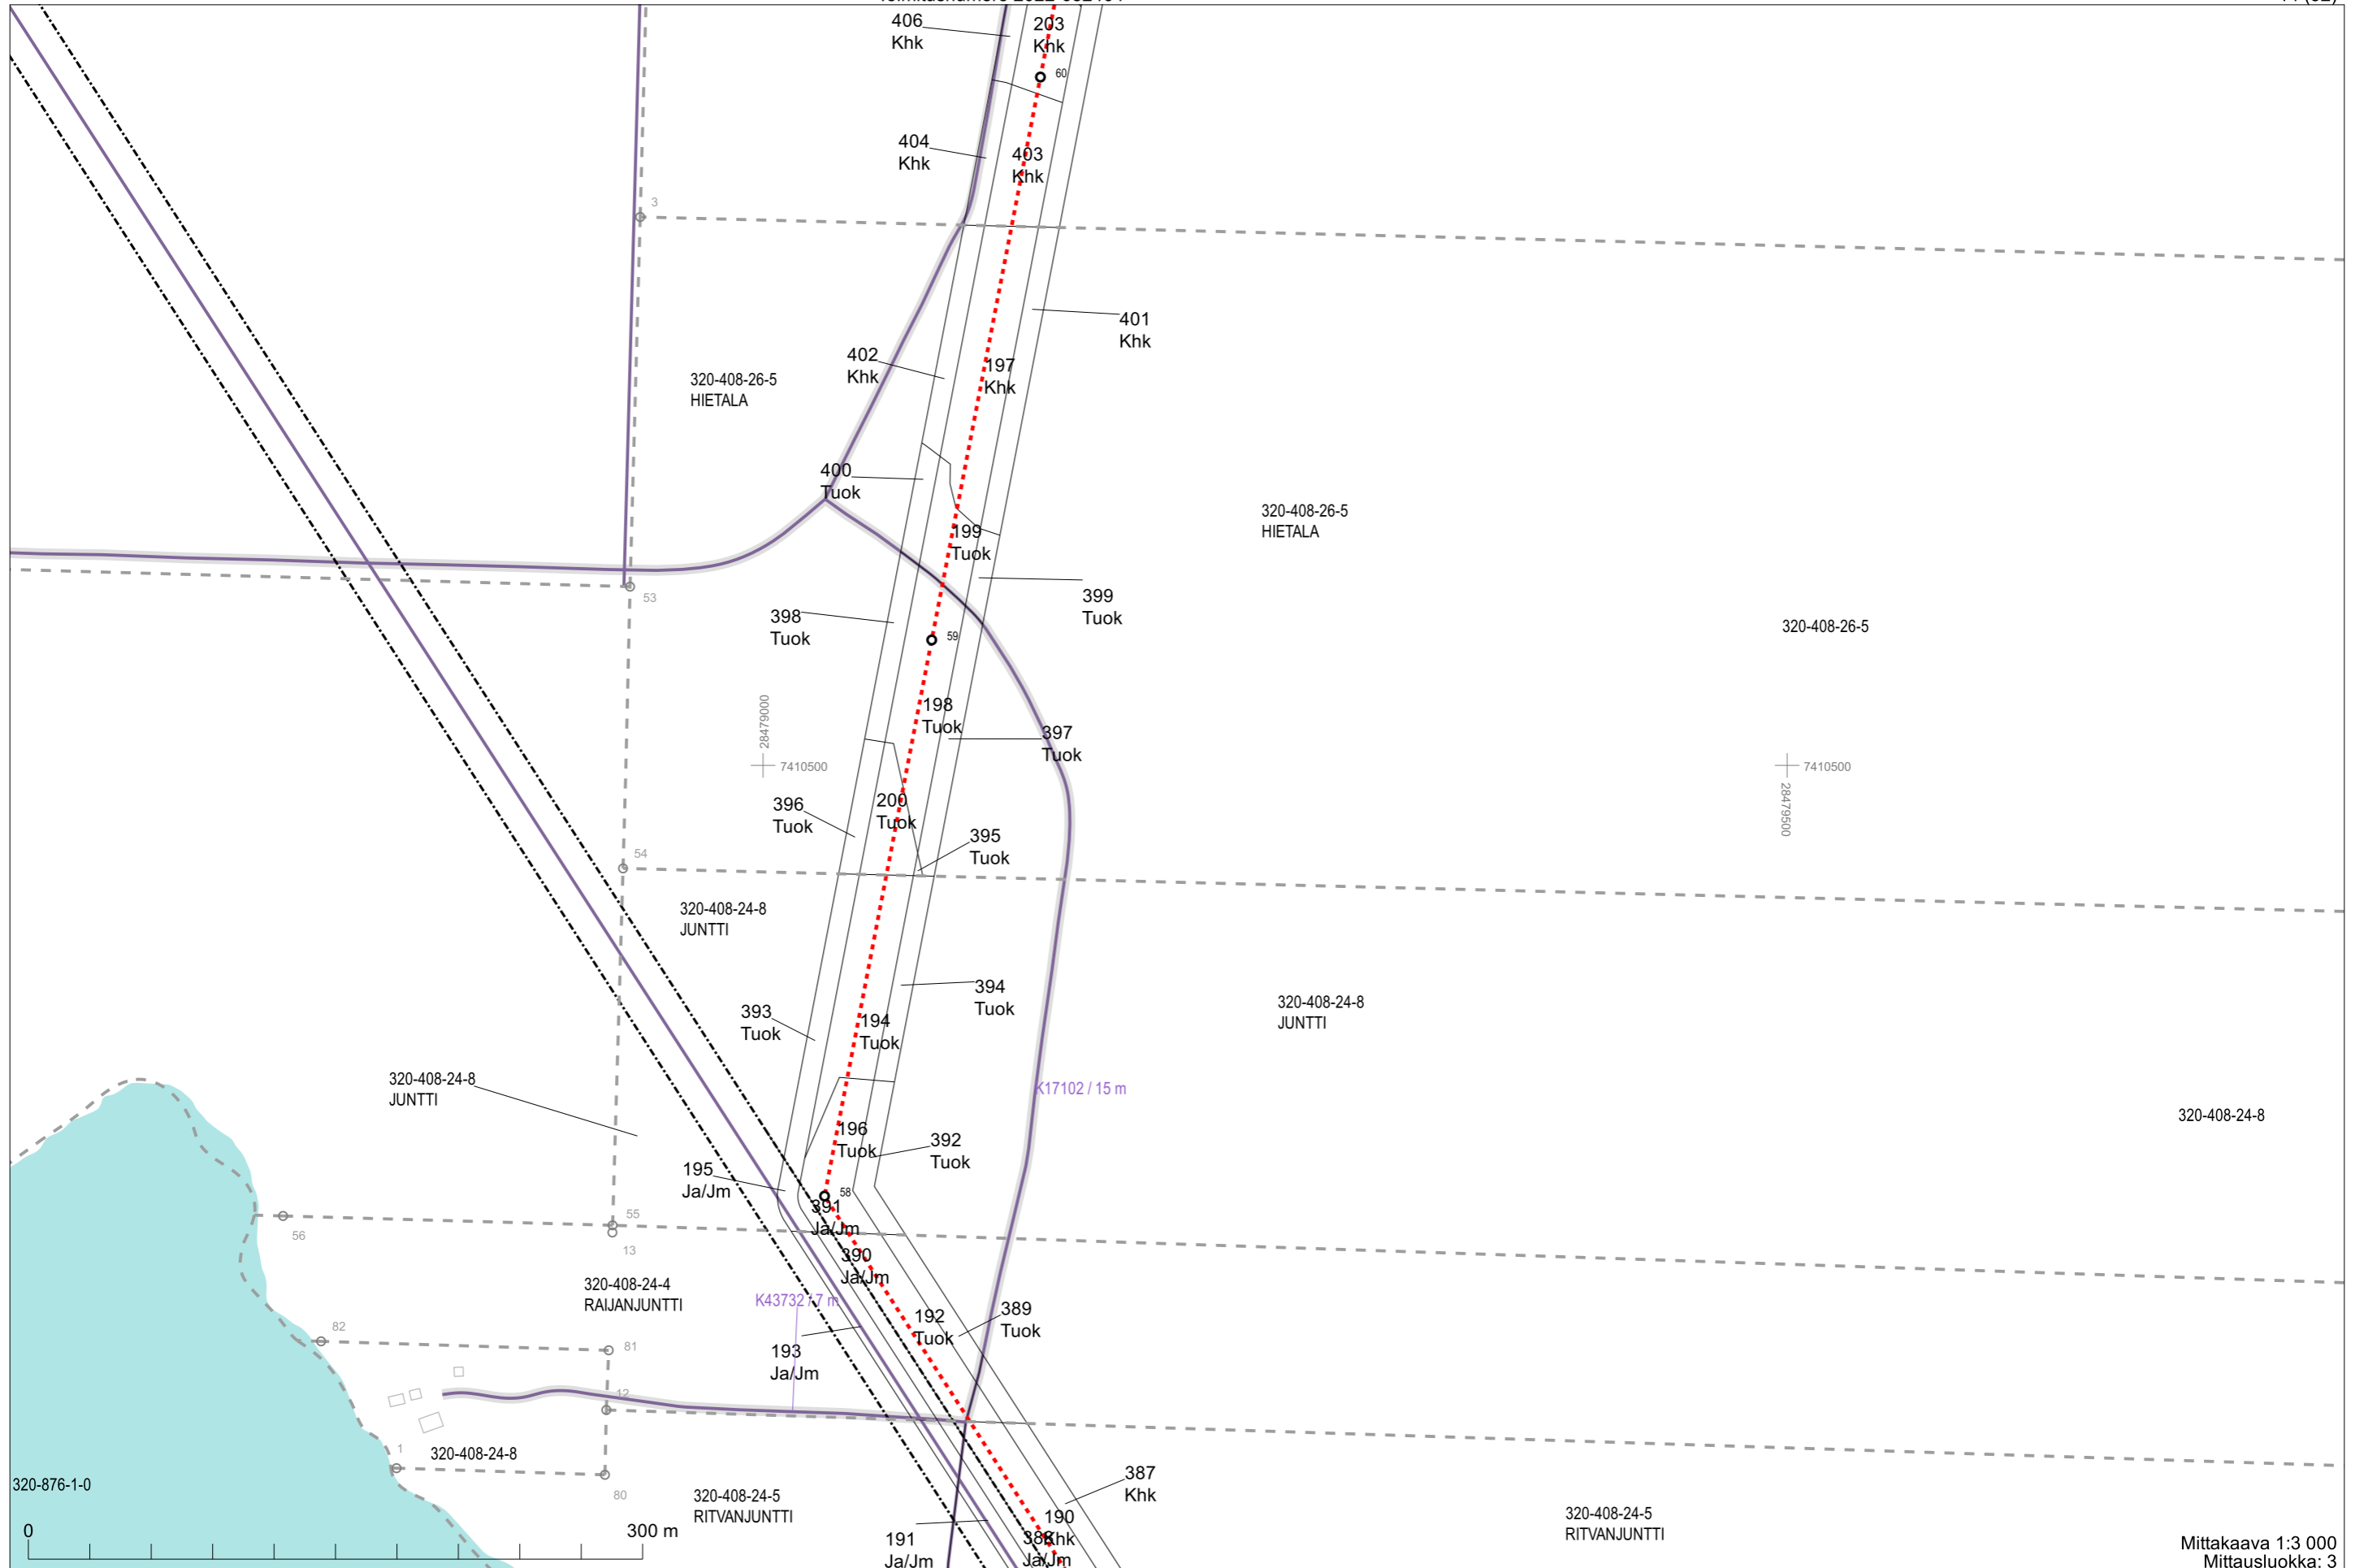 406
Khk
203
Khk
60
404
Khk
403
Khk
3
401
Khk
402
Khk
197
Khk
320-408-26-5
HIETALA
400
Tuok
320-408-26-5
HIETALA
199
Tuok
53
399
Tuok
398
Tuok
59
320-408-26-5
198
Tuok
397
Tuok
28479000
7410500
7410500
28479500
396
Tuok
200
Tuok
395
Tuok
54
320-408-24-8
JUNTTI
394
Tuok
320-408-24-8
JUNTTI
393
Tuok
194
Tuok
320-408-24-8
JUNTTI
K17102 / 15 m
320-408-24-8
196
Tuok
392
Tuok
195
Ja/Jm
58
391
Ja/Jm
55
56
13
390
Ja/Jm
320-408-24-4
RAIJANJUNTTI
K43732 / 7 m
192
Tuok
389
Tuok
82
81
193
Ja/Jm
12
1
320-408-24-8
320-876-1-0
80
387
Khk
320-408-24-5
RITVANJUNTTI
320-408-24-5
RITVANJUNTTI
190
Khk
191
Ja/Jm
Ja/Jm
0
300 m
Mittakaava 1:3 000
Mittausluokka: 3